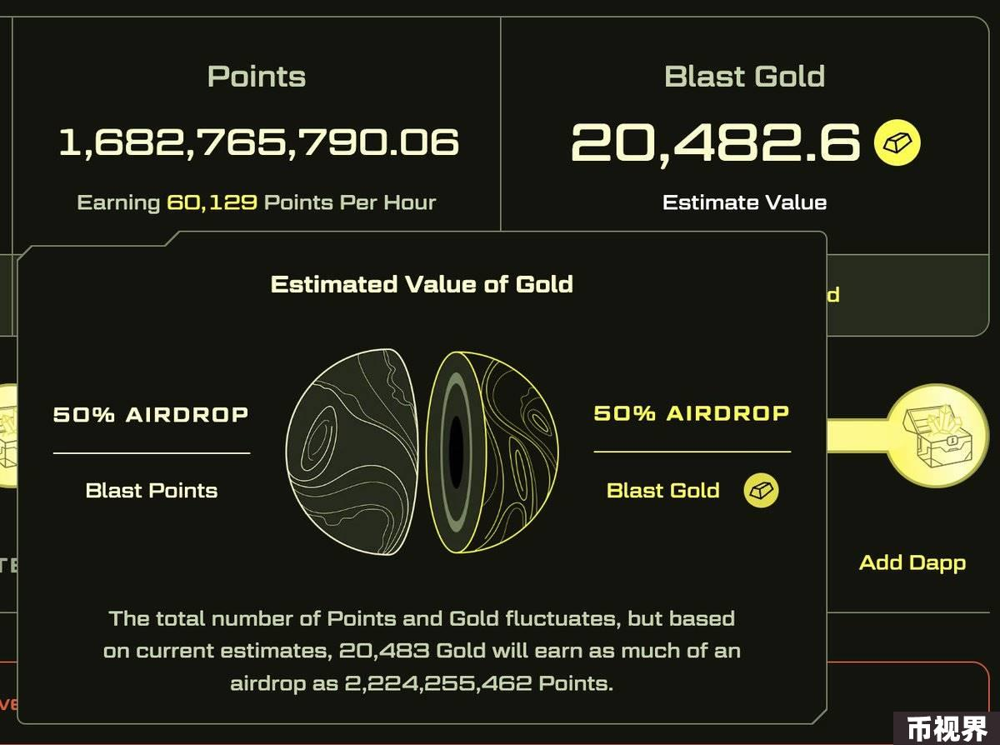 Points
1,682,765,790.06
Earning 60,129 Points Per Hour
Blast Gold
20,482.6
Estimate Value
Estimated Value of Gold
50% AIRDROP
Blast Points
50% AIRDROP
Blast Gold
The total number of Points and Gold fluctuates, but based
on current estimates, 20,483 Gold will earn as much of an
airdrop as 2,224,255,462 Points.
Add Dapp
币视界